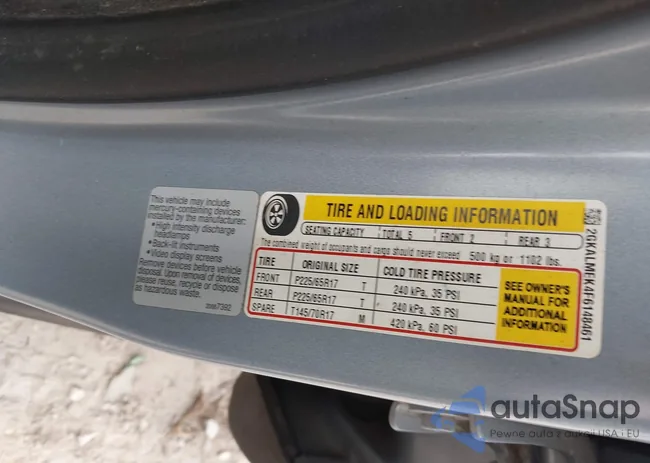 This vehicle may include
mercury-containing devices
installed by the manufacturer:
• High intensity discharge
headlamps
• Back-lit instruments
• Video display screens
Remove devices before vehicle
disposal. Upon removal of devices,
please reuse, recycle or dispose
as hazardous waste.
TIRE AND LOADING INFORMATION
SEATING CAPACITY TOTAL 5 FRONT 2 REAR 3
The combined weight of occupants and cargo should never exceed 500 kg or 1102 lbs.
TIRE ORIGINAL SIZE COLD TIRE PRESSURE
FRONT P225/65R17 T 240 kPa, 35 PSI
REAR P225/65R17 T 240 kPa, 35 PSI
SPARE T145/70R17 M 420 kPa, 60 PSI
SEE OWNER'S
MANUAL FOR
ADDITIONAL
INFORMATION
2GKALMEK4F6148461
autaSnap
Pewne auta z aukcji USA i EU